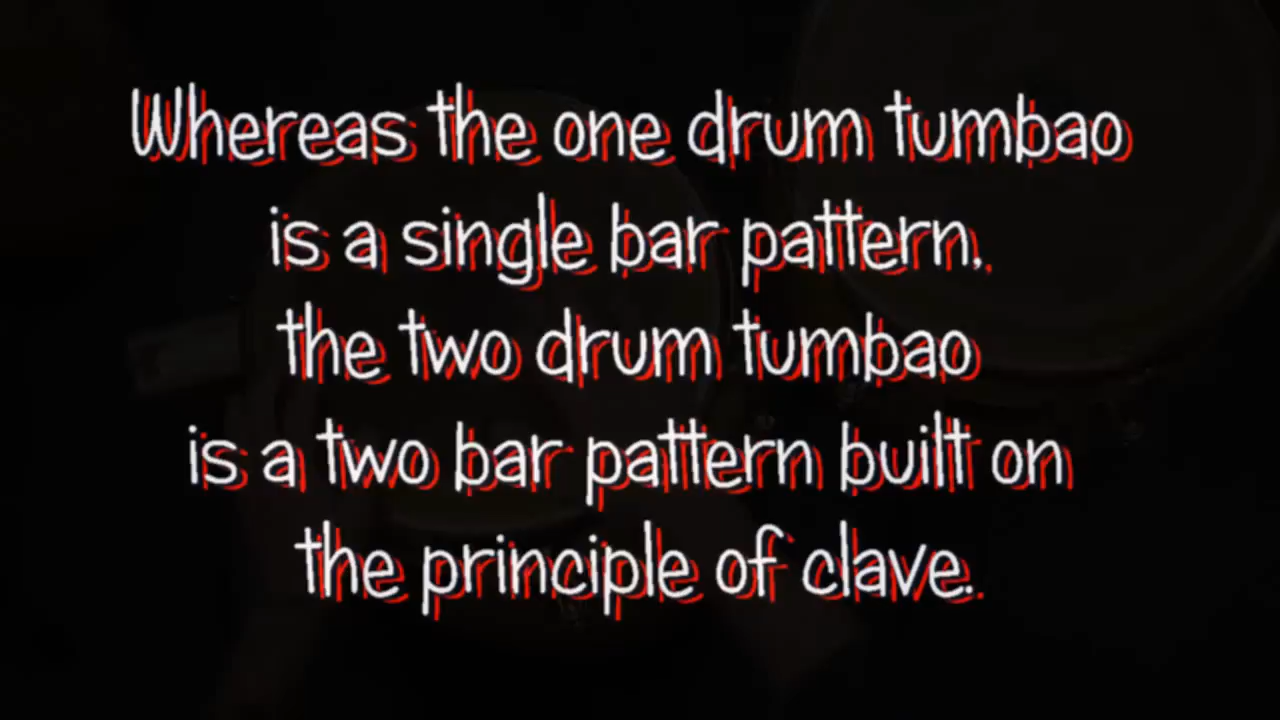 Whereas the one drum tumbao
is a single bar pattern,
the two drum tumbao
is a two bar pattern built on
the principle of clave.